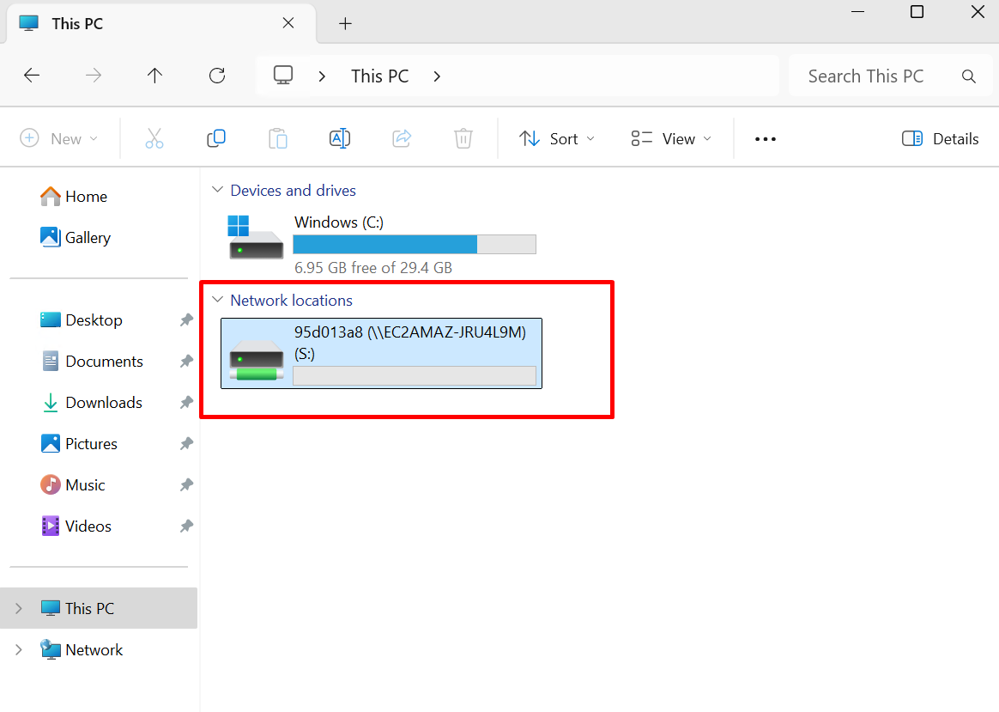 This PC
This PC
Search This PC
New
Sort
View
Details
Home
Gallery
Desktop
Documents
Downloads
Pictures
Music
Videos
This PC
Network
Devices and drives
Windows (C:)
6.95 GB free of 29.4 GB
Network locations
95d013a8 (\\EC2AMAZ-JRU4L9M)
(S:)